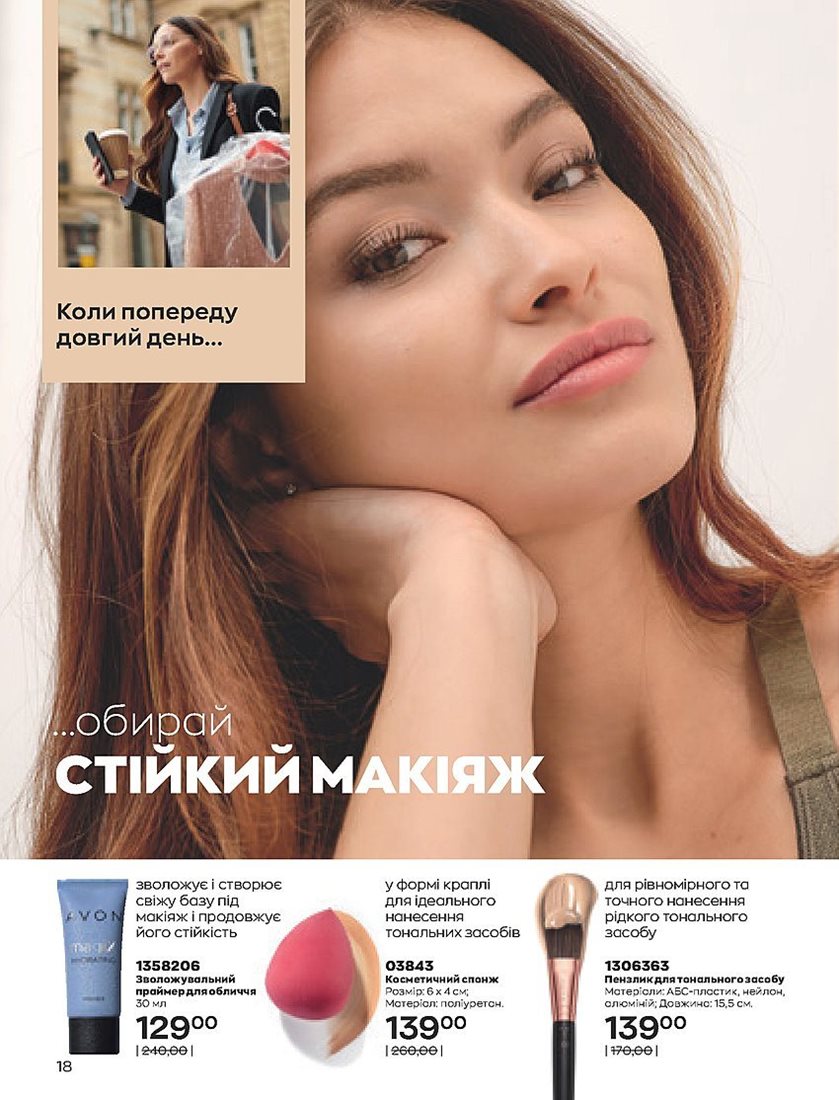 Коли попереду
довгий день...
...обирай
СТІЙКИЙ МАКІЯЖ
AVON
magix
HYDRATING
зволожує і створює
свіжу базу під
макіяж і продовжує
його стійкість
1358206
Зволожувальний
праймер для обличчя
30 мл
129⁰⁰
| 240,00 |
у формі краплі
для ідеального
нанесення
тональних засобів
03843
Косметичний спонж
Розмір: 6 х 4 см;
Матеріал: поліуретан.
139⁰⁰
| 260,00 |
для рівномірного та
точного нанесення
рідкого тонального
засобу
1306363
Пензлик для тонального засобу
Матеріали: АБС-пластик, нейлон,
алюміній; Довжина: 15,5 см.
139⁰⁰
| 170,00 |
18